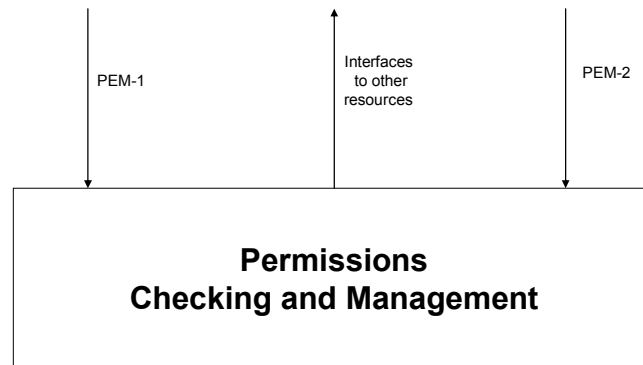 PEM-1
Interfaces
to other
resources
PEM-2
Permissions
Checking and Management